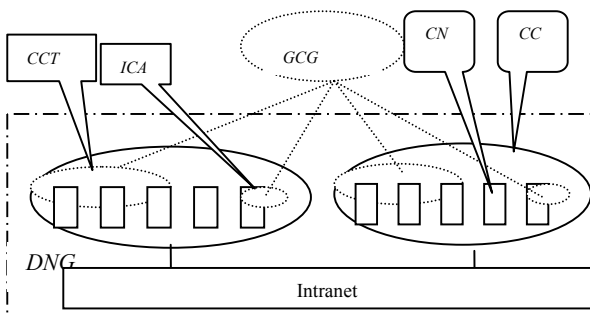 CCT
ICA
GCG
CN
CC
DNG
Intranet